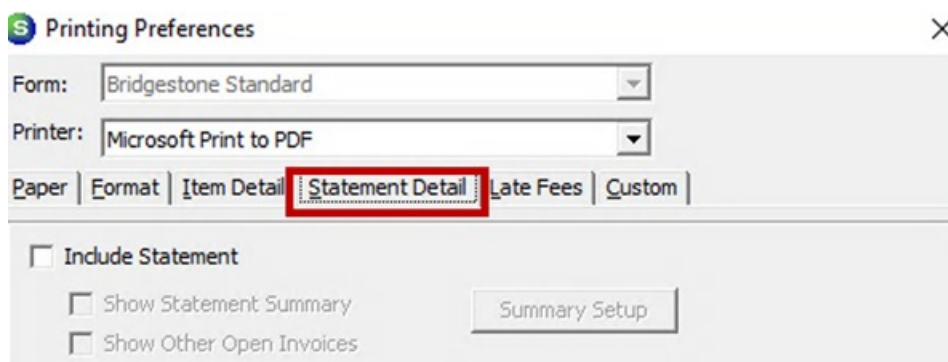 S Printing Preferences
Form: Bridgestone Standard
Printer: Microsoft Print to PDF
Paper Format Item Detail Statement Detail Late Fees Custom
Include Statement
Show Statement Summary Summary Setup
Show Other Open Invoices